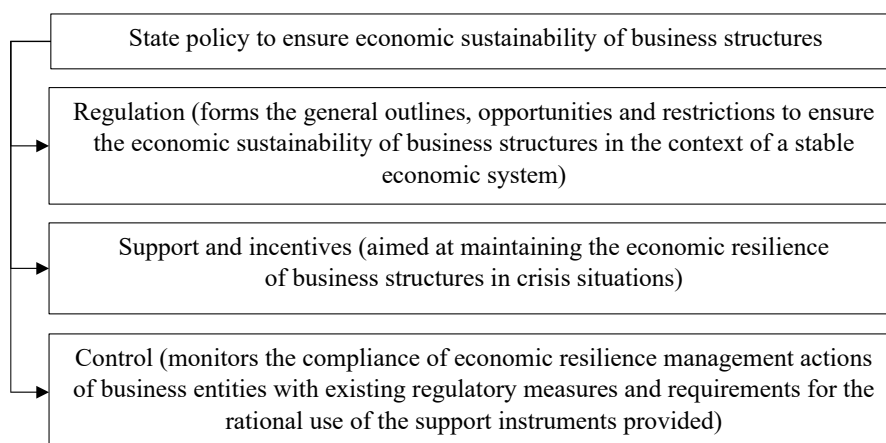 State policy to ensure economic sustainability of business structures
Regulation (forms the general outlines, opportunities and restrictions to ensure
the economic sustainability of business structures in the context of a stable
economic system)
Support and incentives (aimed at maintaining the economic resilience
of business structures in crisis situations)
Control (monitors the compliance of economic resilience management actions
of business entities with existing regulatory measures and requirements for the
rational use of the support instruments provided)